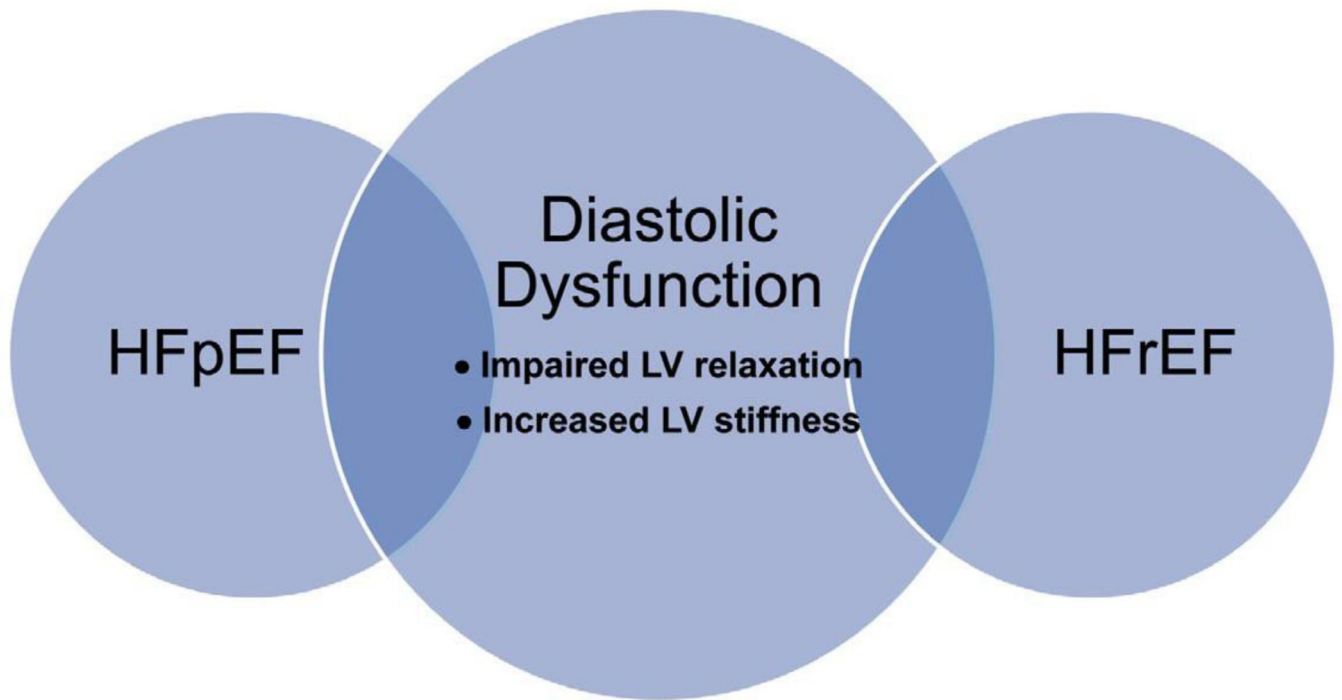 HFpEF
Diastolic
Dysfunction
• Impaired LV relaxation
• Increased LV stiffness
HFrEF